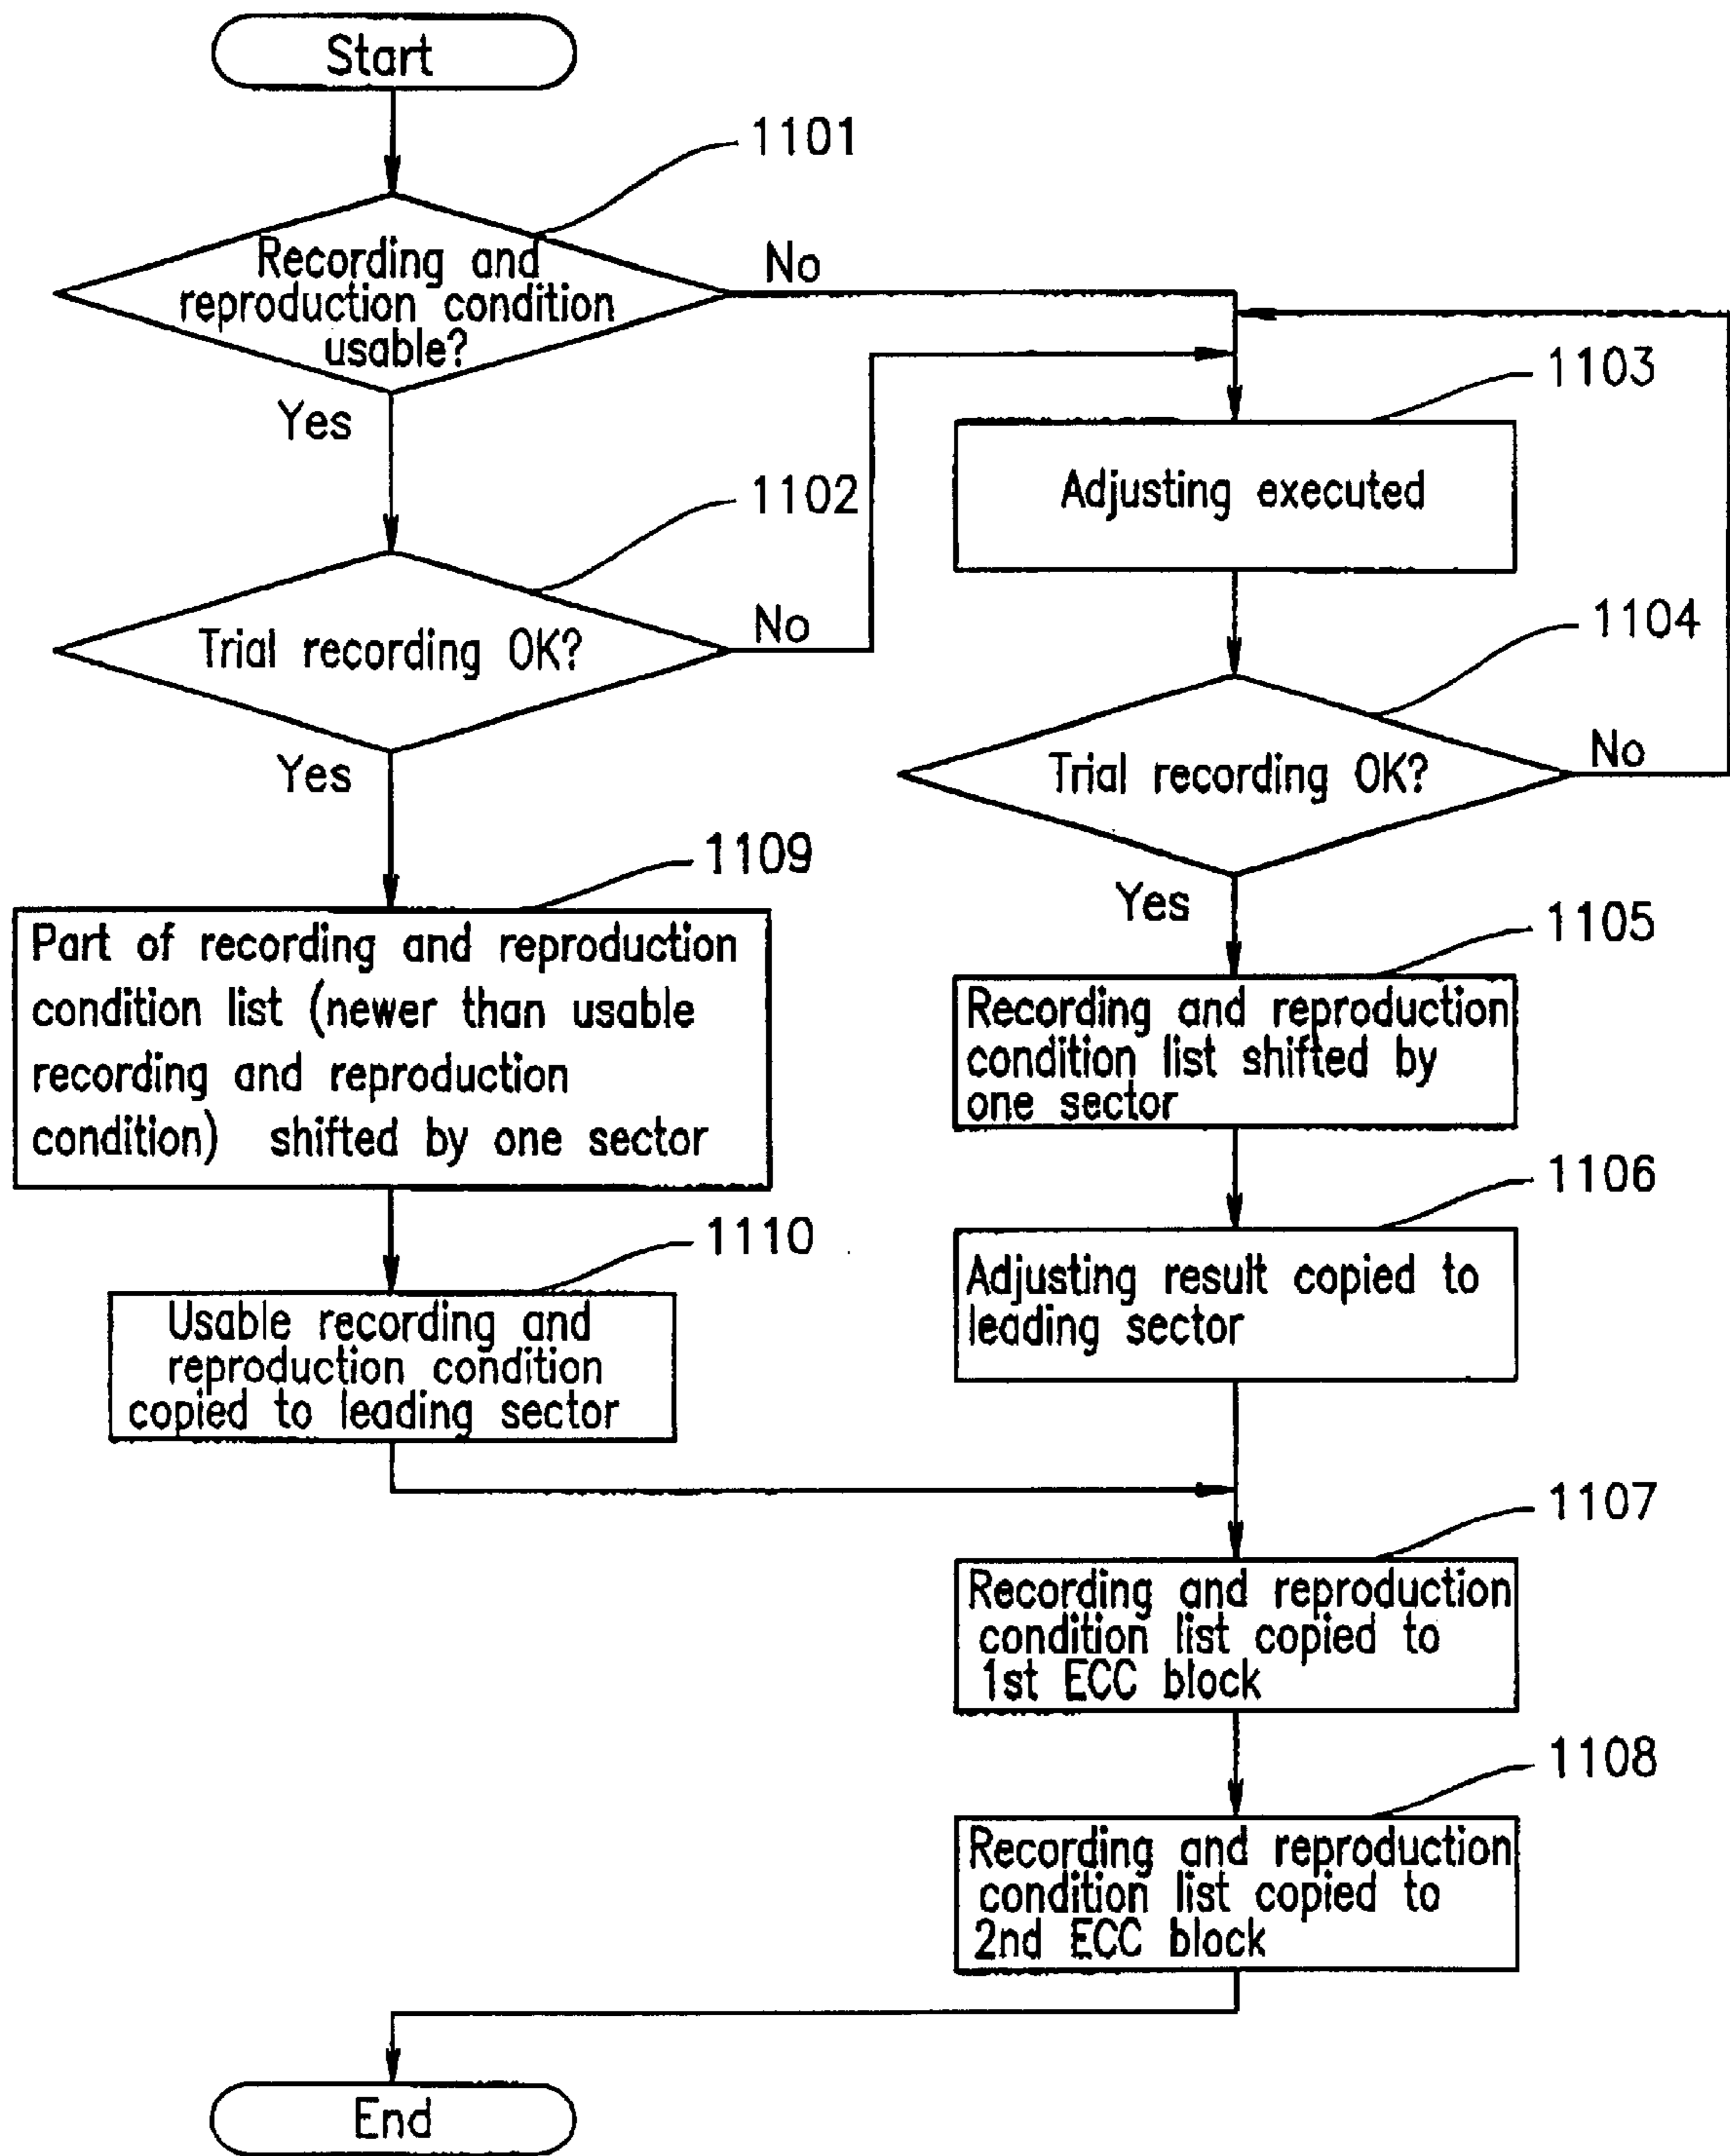 Start
1101
Recording and
reproduction condition
usable?
No
Yes
1102
Trial recording OK?
No
Yes
1103
Adjusting executed
1104
Trial recording OK?
No
Yes
1109
Part of recording and reproduction
condition list (newer than usable
recording and reproduction
condition) shifted by one sector
1105
Recording and reproduction
condition list shifted by
one sector
1110
Usable recording and
reproduction condition
copied to leading sector
1106
Adjusting result copied to
leading sector
1107
Recording and reproduction
condition list copied to
1st ECC block
1108
Recording and reproduction
condition list copied to
2nd ECC block
End